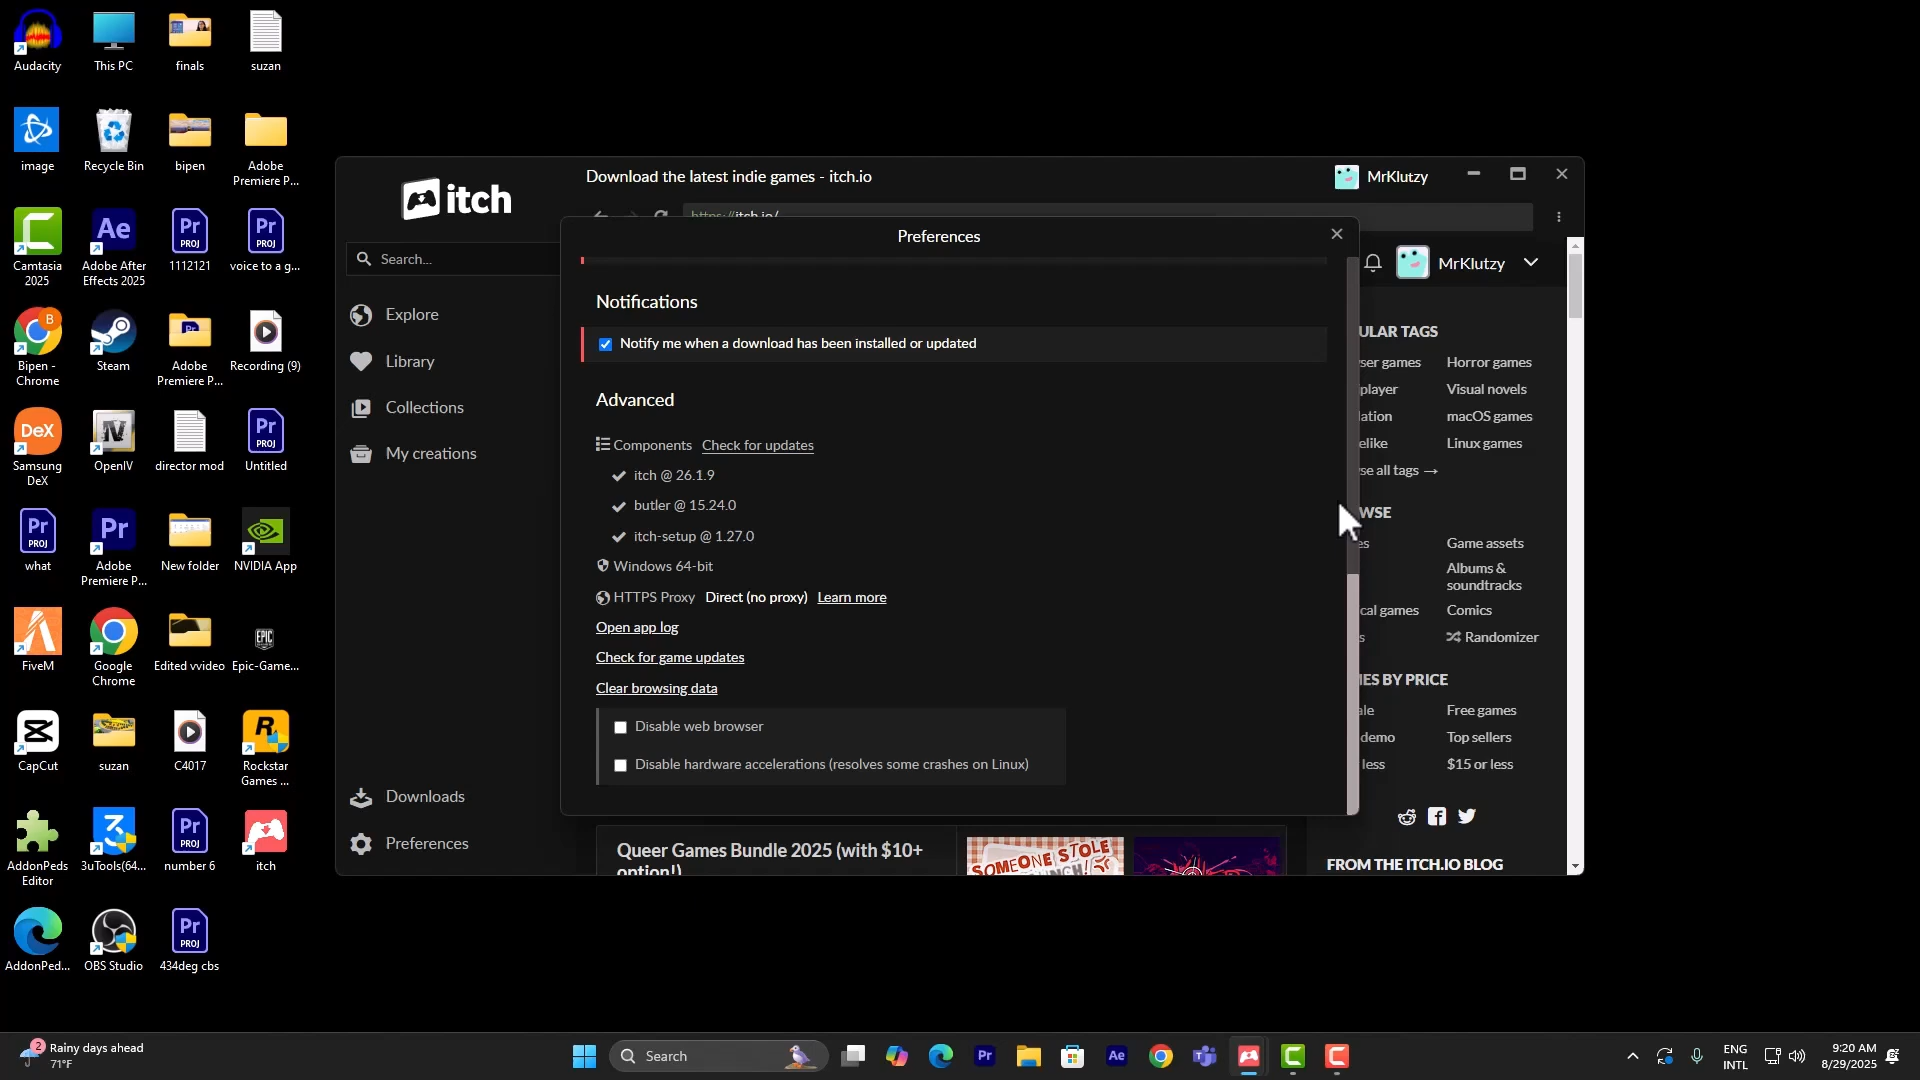 Audacity
This PC
finals
suzan
image
Recycle Bin
bipen
Adobe
Premiere P...
Camtasia
2025
Adobe After
Effects 2025
1112121
voice to a g...
Bipen -
Chrome
Steam
Adobe
Premiere P...
Recording (9)
Samsung
DeX
OpenIV
director mod
Untitled
what
Adobe
Premiere P...
New folder
NVIDIA App
FiveM
Google
Chrome
Edited vvideo
Epic-Game...
CapCut
suzan
C4017
Rockstar
Games ...
AddonPeds
Editor
3uTools(64...
number 6
itch
AddonPed...
OBS Studio
434deg cbs
itch
Download the latest indie games - itch.io
MrKlutzy
https://itch.io/
Search...
Explore
Library
Collections
My creations
Downloads
Preferences
Preferences
Notifications
Notify me when a download has been installed or updated
Advanced
Components Check for updates
itch @ 26.1.9
butler @ 15.24.0
itch-setup @ 1.27.0
Windows 64-bit
HTTPS Proxy Direct (no proxy) Learn more
Open app log
Check for game updates
Clear browsing data
Disable web browser
Disable hardware accelerations (resolves some crashes on Linux)
MrKlutzy
ULAR TAGS
ser games Horror games
player Visual novels
lation macOS games
elike Linux games
se all tags →
WSE
es Game assets
Albums &
soundtracks
cal games Comics
s Randomizer
MES BY PRICE
ale Free games
demo Top sellers
less $15 or less
FROM THE ITCH.IO BLOG
Queer Games Bundle 2025 (with $10+
option!)
SOMEONE STOLE
Rainy days ahead
71°F
Search
ENG
INTL
9:20 AM
8/29/2025